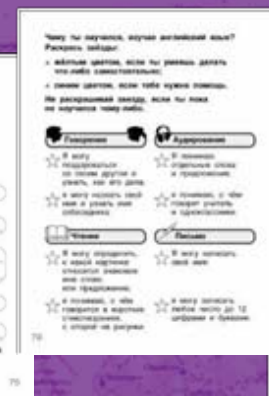 Чему ты научился, изучая английский язык?
Раскрась звёзды:
• жёлтым цветом, если ты умеешь делать
что-либо самостоятельно;
• синим цветом, если тебе нужна помощь.
Не раскрашивай звезду, если ты пока
не научился чему-либо.
Говорение
Я могу
поздороваться
со своим другом и
узнать, как его дела.
Я могу назвать своё
имя и узнать имя
собеседника
Аудирование
Я понимаю
отдельные слова
и предложения
Я понимаю, о чём
говорит учитель
и одноклассники
Чтение
Я могу определить,
к какой картинке
относится знакомое
мне слово
или предложение.
Я понимаю, о чём
говорится в коротком
стихотворении,
с опорой на рисунки
Письмо
Я могу написать
своё имя
Я могу записать
любое число до 12
цифрами и буквами